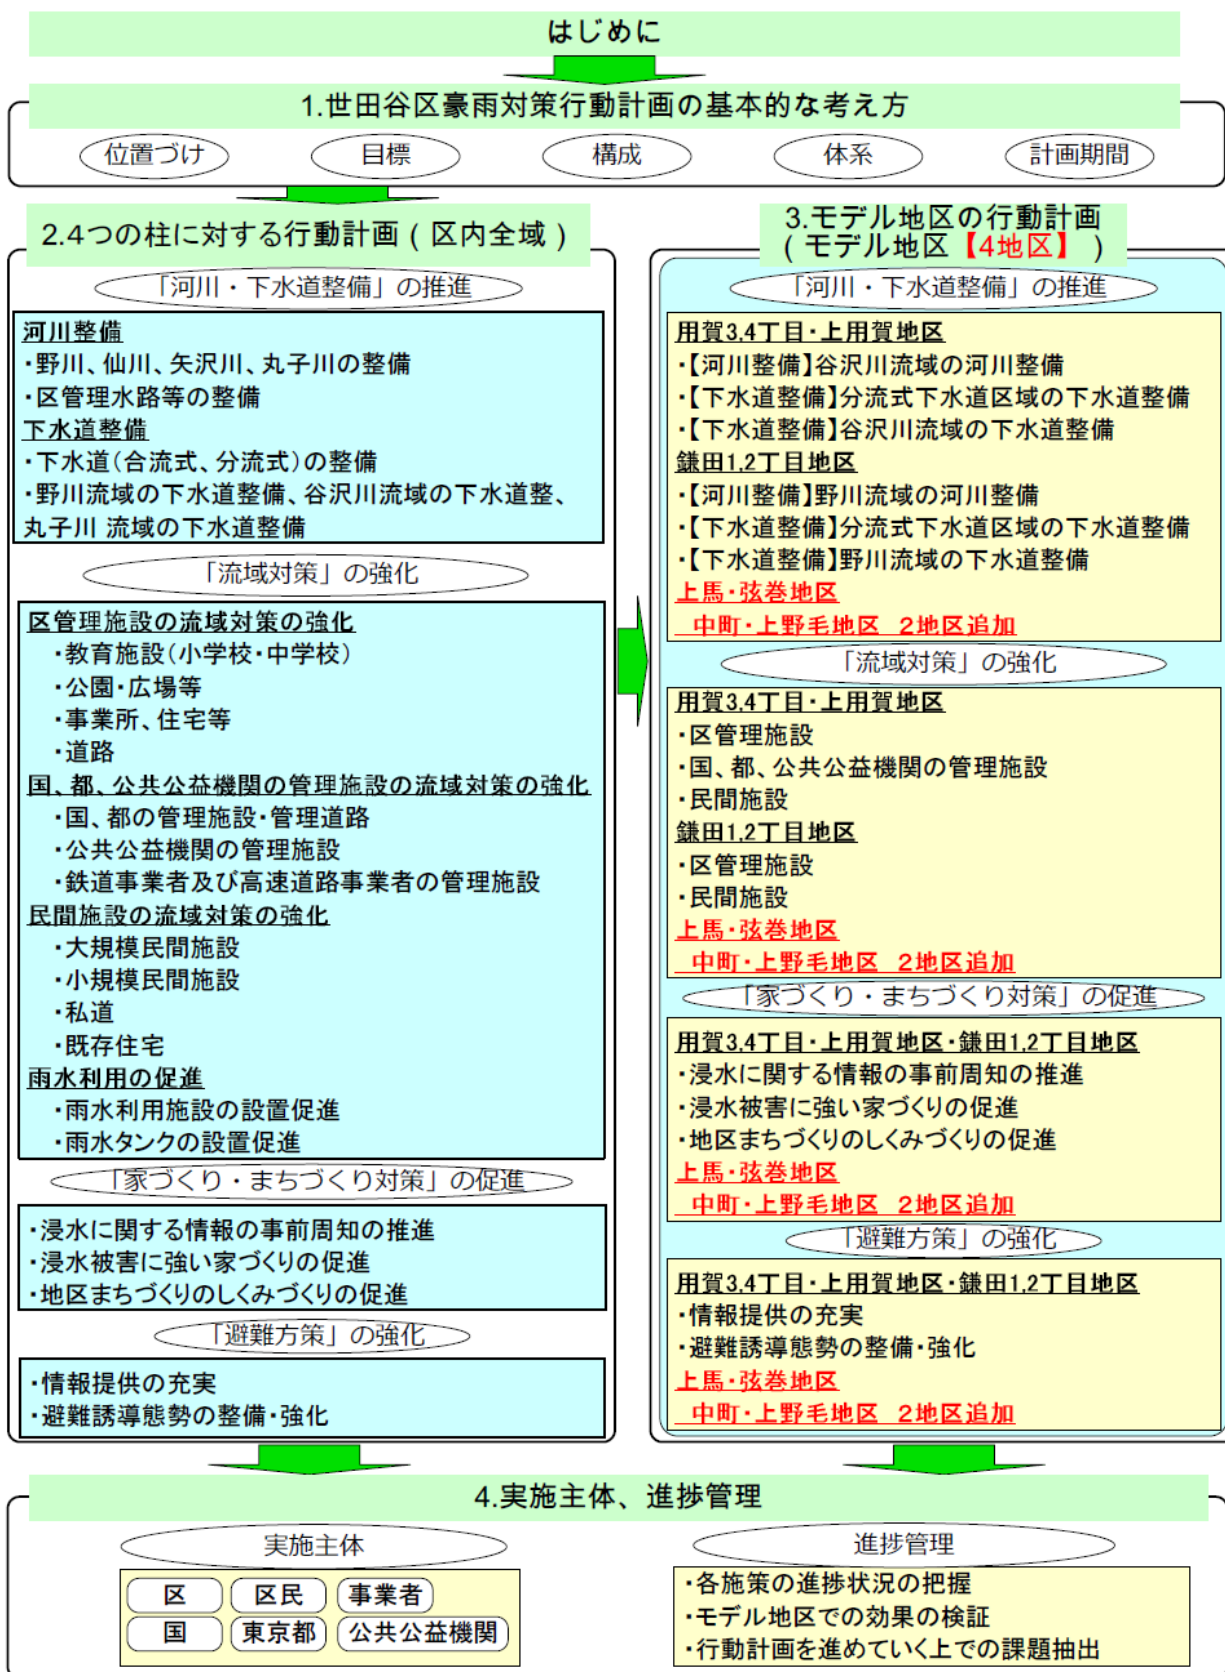 はじめに
1.世田谷区豪雨対策行動計画の基本的な考え方
位置づけ
目標
構成
体系
計画期間
2.4つの柱に対する行動計画(区内全域)
「河川・下水道整備」の推進
河川整備
・野川、仙川、矢沢川、丸子川の整備
・区管理水路等の整備
下水道整備
・下水道(合流式、分流式)の整備
・野川流域の下水道整備、谷沢川流域の下水道整、
丸子川 流域の下水道整備
「流域対策」の強化
区管理施設の流域対策の強化
・教育施設(小学校・中学校)
・公園・広場等
・事業所、住宅等
・道路
国、都、公共公益機関の管理施設の流域対策の強化
・国、都の管理施設・管理道路
・公共公益機関の管理施設
・鉄道事業者及び高速道路事業者の管理施設
民間施設の流域対策の強化
・大規模民間施設
・小規模民間施設
・私道
・既存住宅
雨水利用の促進
・雨水利用施設の設置促進
・雨水タンクの設置促進
「家づくり・まちづくり対策」の促進
・浸水に関する情報の事前周知の推進
・浸水被害に強い家づくりの促進
・地区まちづくりのしくみづくりの促進
「避難方策」の強化
・情報提供の充実
・避難誘導態勢の整備・強化
3.モデル地区の行動計画
(モデル地区【4地区】)
「河川・下水道整備」の推進
用賀3,4丁目・上用賀地区
・【河川整備】谷沢川流域の河川整備
・【下水道整備】分流式下水道区域の下水道整備
・【下水道整備】谷沢川流域の下水道整備
鎌田1,2丁目地区
・【河川整備】野川流域の河川整備
・【下水道整備】分流式下水道区域の下水道整備
・【下水道整備】野川流域の下水道整備
上馬・弦巻地区
中町・上野毛地区 2地区追加
「流域対策」の強化
用賀3,4丁目・上用賀地区
・区管理施設
・国、都、公共公益機関の管理施設
・民間施設
鎌田1,2丁目地区
・区管理施設
・民間施設
上馬・弦巻地区
中町・上野毛地区 2地区追加
「家づくり・まちづくり対策」の促進
用賀3,4丁目・上用賀地区・鎌田1,2丁目地区
・浸水に関する情報の事前周知の推進
・浸水被害に強い家づくりの促進
・地区まちづくりのしくみづくりの促進
上馬・弦巻地区
中町・上野毛地区 2地区追加
「避難方策」の強化
用賀3,4丁目・上用賀地区・鎌田1,2丁目地区
・情報提供の充実
・避難誘導態勢の整備・強化
上馬・弦巻地区
中町・上野毛地区 2地区追加
4.実施主体、進捗管理
実施主体
区
区民
事業者
国
東京都
公共公益機関
進捗管理
・各施策の進捗状況の把握
・モデル地区での効果の検証
・行動計画を進めていく上での課題抽出